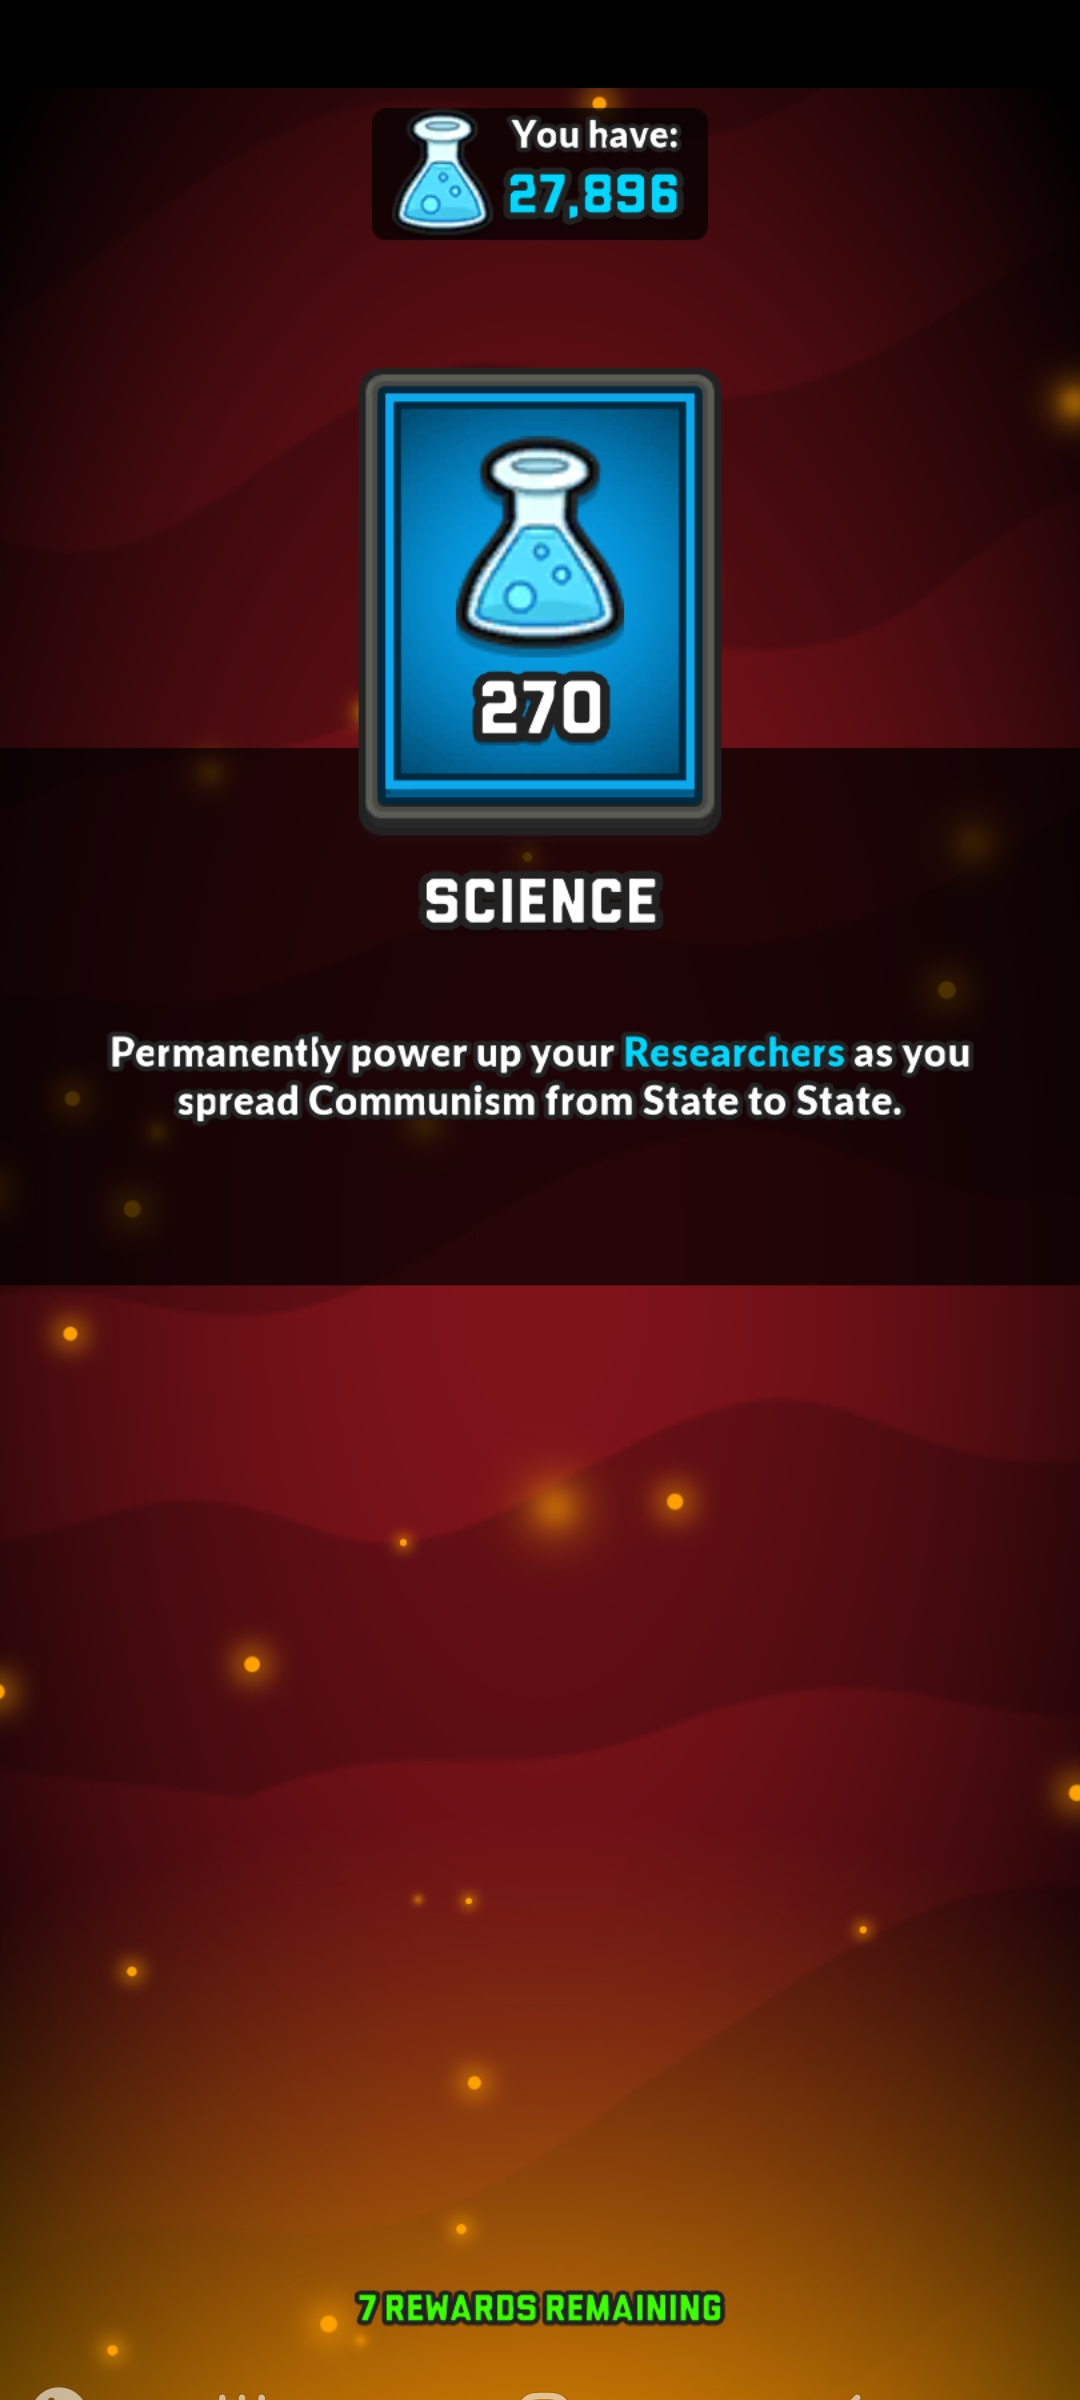 You have:
27,896
270
SCIENCE
Permanently power up your Researchers as you
spread Communism from State to State.
7 REWARDS REMAINING